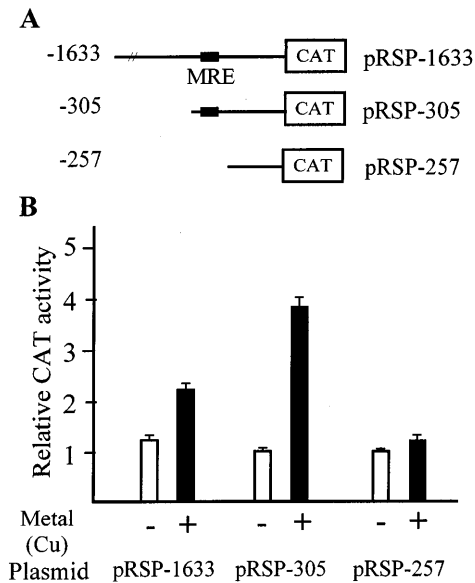 A
-1633 CAT pRSP-1633
MRE
-305 CAT pRSP-305
-257 CAT pRSP-257
B
Relative CAT activity
5
4
3
2
1
Metal - + - + - +
(Cu)
Plasmid pRSP-1633 pRSP-305 pRSP-257